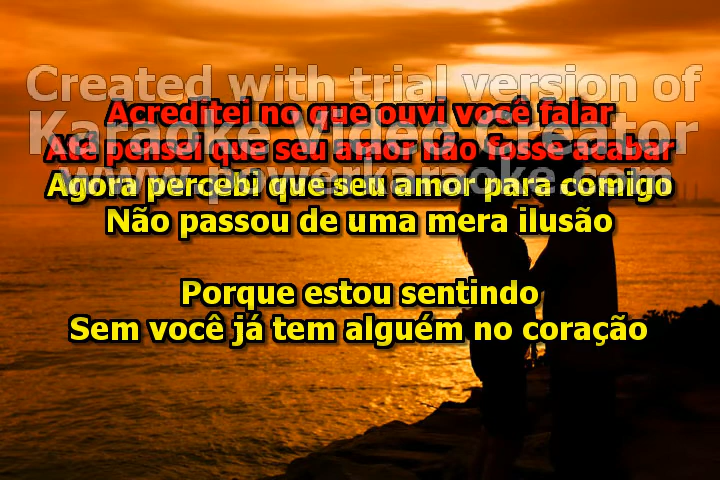 Created with trial version of
Acreditei no que ouvi você falar
Karaoke Video Creator
Até pensei que seu amor não fosse acabar
www.powerkaraoke.com
Agora percebi que seu amor para comigo
Não passou de uma mera ilusão
Porque estou sentindo
Sem você já tem alguém no coração